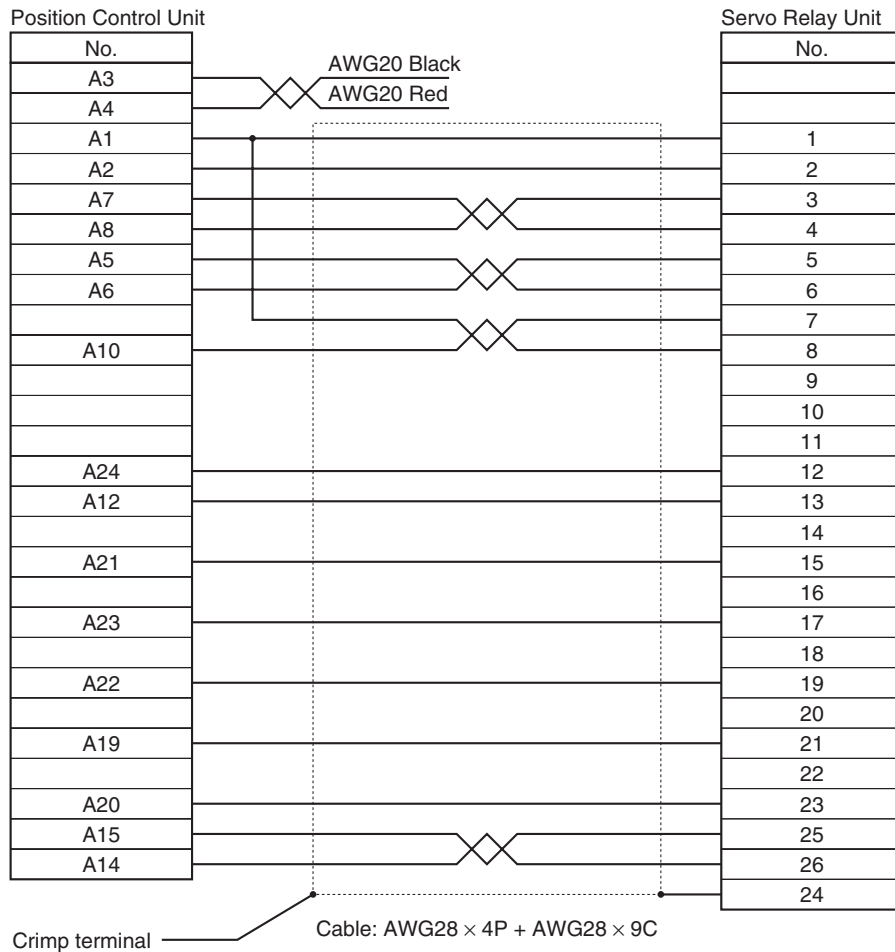 Position Control Unit Servo Relay Unit
No. No.
AWG20 Black
A3
AWG20 Red
A4
A1 1
A2 2
A7 3
A8 4
A5 5
A6 6
7
A10 8
9
10
11
A24 12
A12 13
14
A21 15
16
A23 17
18
A22 19
20
A19 21
22
A20 23
A15 25
A14 26
24
Crimp terminal Cable: AWG28 × 4P + AWG28 × 9C